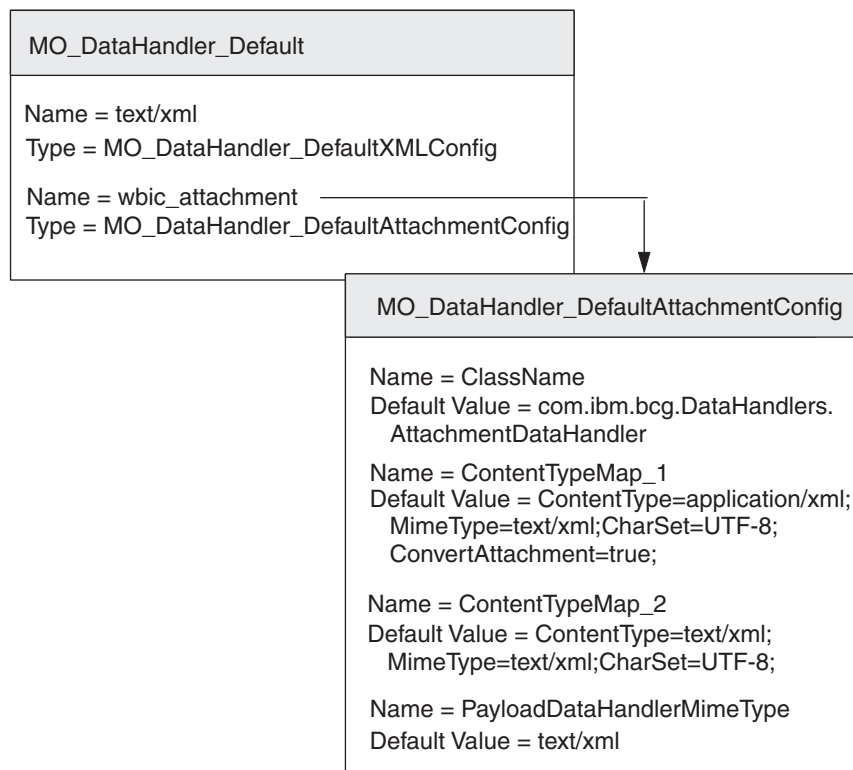 MO_DataHandler_Default
Name = text/xml
Type = MO_DataHandler_DefaultXMLConfig
Name = wbic_attachment
Type = MO_DataHandler_DefaultAttachmentConfig
MO_DataHandler_DefaultAttachmentConfig
Name = ClassName
Default Value = com.ibm.bcg.DataHandlers.
AttachmentDataHandler
Name = ContentTypeMap_1
Default Value = ContentType=application/xml;
MimeType=text/xml;CharSet=UTF-8;
ConvertAttachment=true;
Name = ContentTypeMap_2
Default Value = ContentType=text/xml;
MimeType=text/xml;CharSet=UTF-8;
Name = PayloadDataHandlerMimeType
Default Value = text/xml